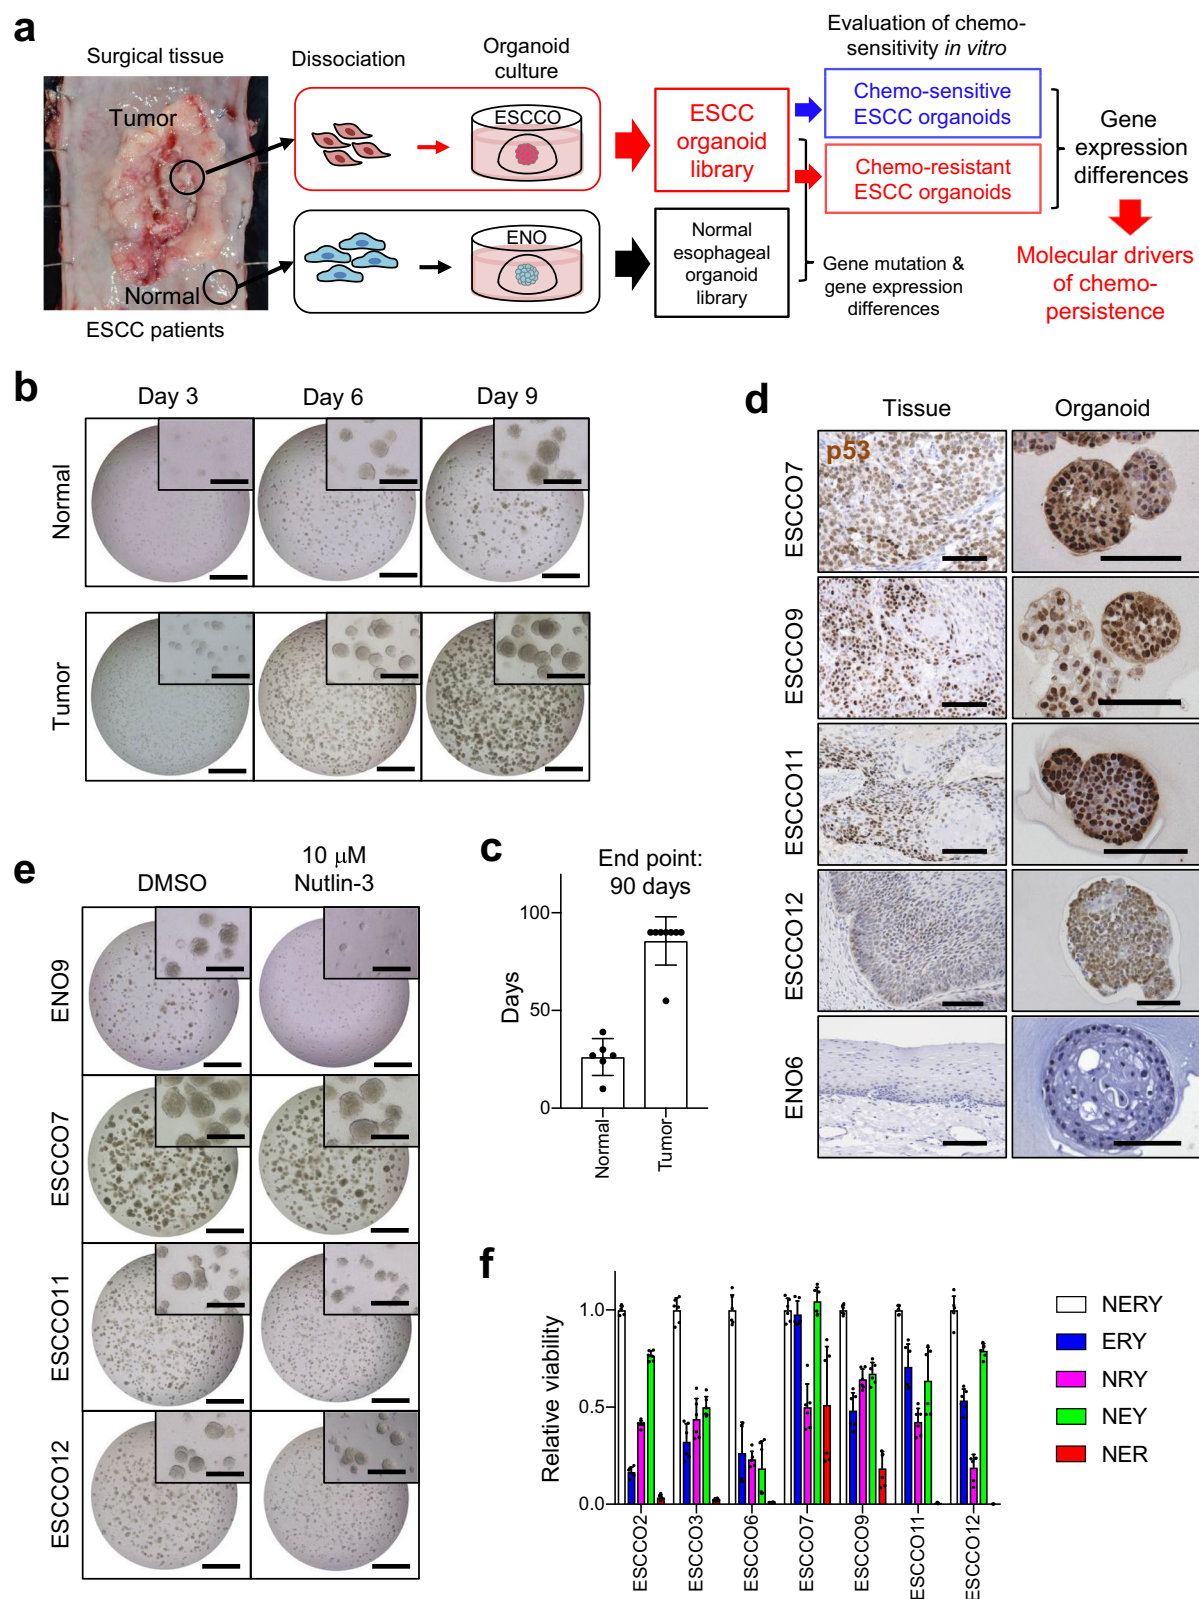 a
Surgical tissue
Dissociation
Organoid
culture
Evaluation of chemo-
sensitivity in vitro
Tumor
Normal
ESCC patients
ESCCO
ENO
ESCC
organoid
library
Normal
esophageal
organoid
library
Chemo-sensitive
ESCC organoids
Chemo-resistant
ESCC organoids
Gene mutation &
gene expression
differences
Gene
expression
differences
Molecular drivers
of chemo-
persistence
b
Day 3
Day 6
Day 9
Normal
Tumor
c
End point:
90 days
Days
100
50
0
Normal
Tumor
d
Tissue
Organoid
p53
ESCCO7
ESCCO9
ESCCO11
ESCCO12
ENO6
e
DMSO
10 μM
Nutlin-3
ENO9
ESCCO7
ESCCO11
ESCCO12
f
Relative viability
1.0
0.5
0.0
ESCCO2
ESCCO3
ESCCO6
ESCCO7
ESCCO9
ESCCO11
ESCCO12
NERY
ERY
NRY
NEY
NER